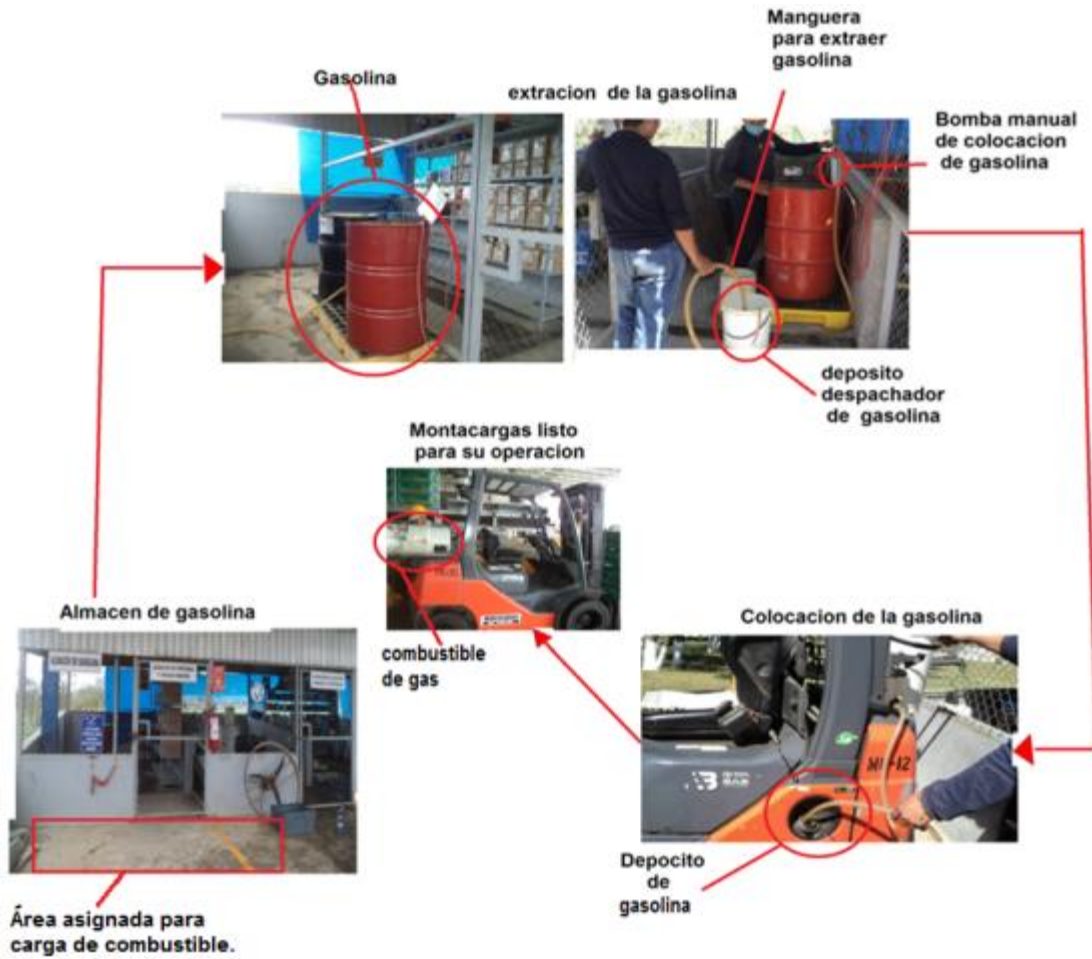 Manguera
para extraer
gasolina
Gasolina
extracion de la gasolina
Bomba manual
de colocacion
de gasolina
deposito
despachador
de gasolina
Montacargas listo
para su operacion
combustible
de gas
Almacen de gasolina
Colocacion de la gasolina
Depocito
de
gasolina
Área asignada para
carga de combustible.